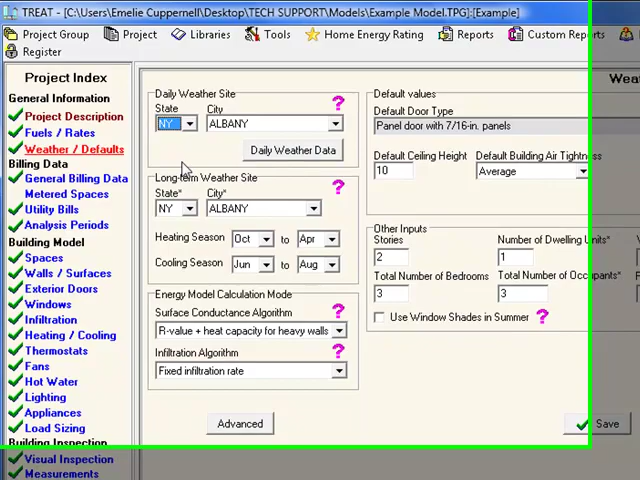 TREAT - [C:\Users\Emelie Cuppernell\Desktop\TECH SUPPORT\Models\Example Model.TPG]:[Example]
Project Group Project Libraries Tools Home Energy Rating Reports Custom Reports
Register
Project Index
General Information
Project Description
Fuels / Rates
Weather / Defaults
Billing Data
General Billing Data
Metered Spaces
Utility Bills
Analysis Periods
Building Model
Spaces
Walls / Surfaces
Exterior Doors
Windows
Infiltration
Heating / Cooling
Thermostats
Fans
Hot Water
Lighting
Appliances
Load Sizing
Building Inspection
Visual Inspection
Measurements
Daily Weather Site
State City ?
NY ALBANY
Daily Weather Data
Long-term Weather Site
State* City* ?
NY ALBANY
Heating Season Oct to Apr
Cooling Season Jun to Aug
Energy Model Calculation Mode
Surface Conductance Algorithm ?
R-value + heat capacity for heavy walls
Infiltration Algorithm ?
Fixed infiltration rate
Advanced
Default values
Default Door Type
Panel door with 7/16-in. panels
Default Ceiling Height Default Building Air Tightness
10 Average
Other Inputs
Stories Number of Dwelling Units*
2 1
Total Number of Bedrooms Total Number of Occupants*
3 3
Use Window Shades in Summer ?
Save